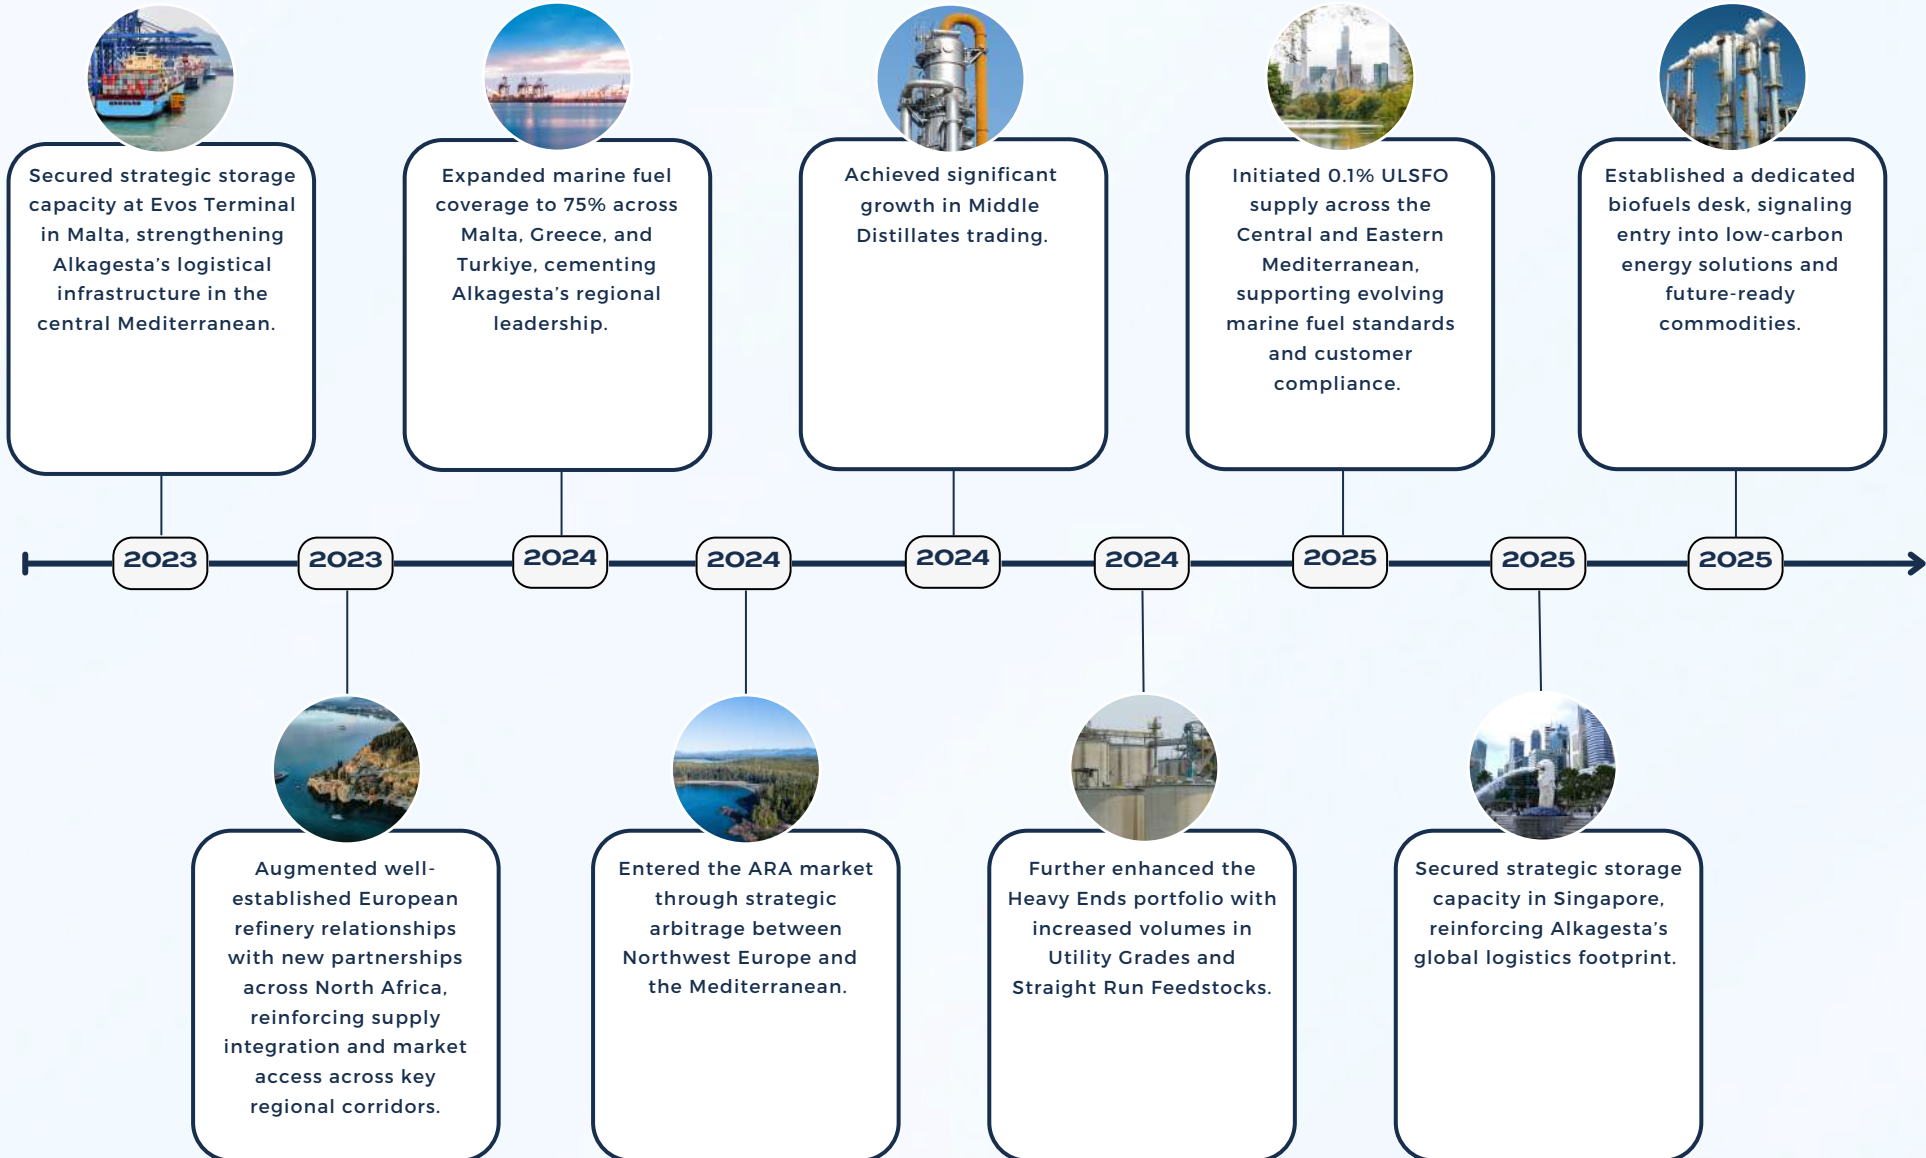 Secured strategic storage
capacity at Evos Terminal
in Malta, strengthening
Alkagesta’s logistical
infrastructure in the
central Mediterranean.
Expanded marine fuel
coverage to 75% across
Malta, Greece, and
Turkiye, cementing
Alkagesta’s regional
leadership.
Achieved significant
growth in Middle
Distillates trading.
Initiated 0.1% ULSFO
supply across the
Central and Eastern
Mediterranean,
supporting evolving
marine fuel standards
and customer
compliance.
Established a dedicated
biofuels desk, signaling
entry into low-carbon
energy solutions and
future-ready
commodities.
2023
2023
2024
2024
2024
2024
2025
2025
2025
Augmented well-
established European
refinery relationships
with new partnerships
across North Africa,
reinforcing supply
integration and market
access across key
regional corridors.
Entered the ARA market
through strategic
arbitrage between
Northwest Europe and
the Mediterranean.
Further enhanced the
Heavy Ends portfolio with
increased volumes in
Utility Grades and
Straight Run Feedstocks.
Secured strategic storage
capacity in Singapore,
reinforcing Alkagesta’s
global logistics footprint.